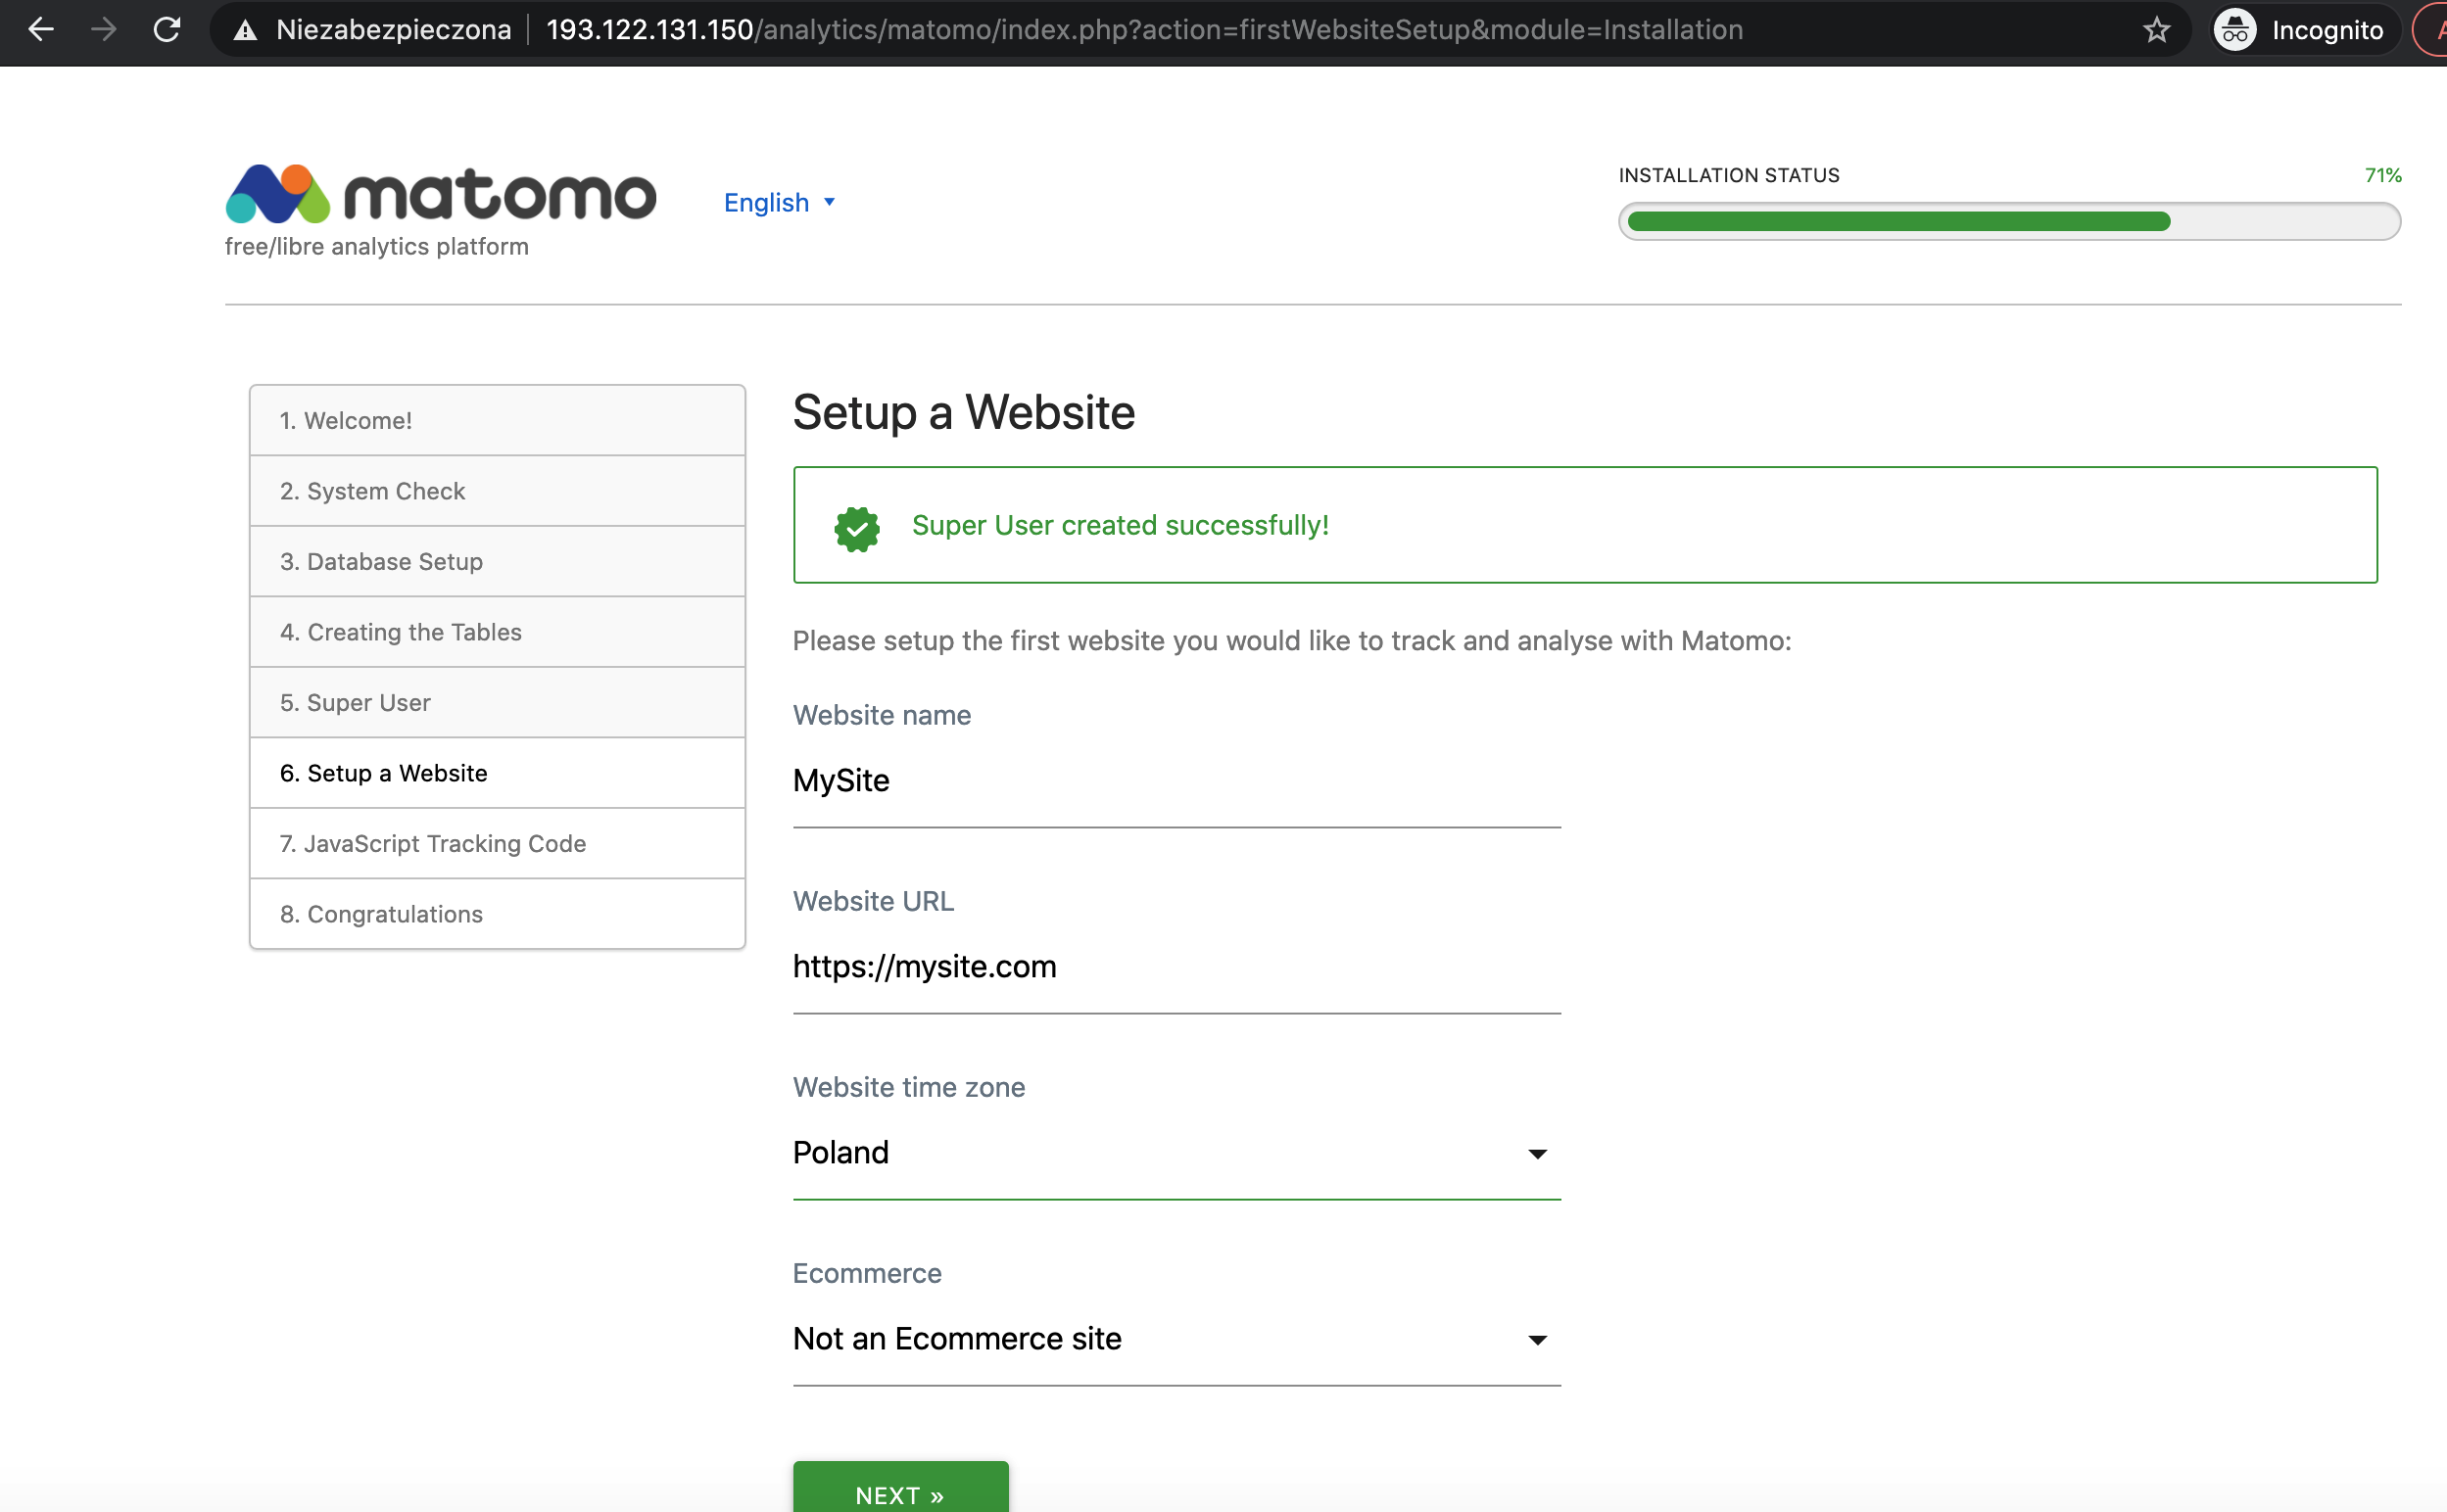 Niezabezpieczona 193.122.131.150/analytics/matomo/index.php?action=firstWebsiteSetup&module=Installation Incognito
matomo
free/libre analytics platform
English
INSTALLATION STATUS 71%
1. Welcome!
2. System Check
3. Database Setup
4. Creating the Tables
5. Super User
6. Setup a Website
7. JavaScript Tracking Code
8. Congratulations
Setup a Website
Super User created successfully!
Please setup the first website you would like to track and analyse with Matomo:
Website name
MySite
Website URL
https://mysite.com
Website time zone
Poland
Ecommerce
Not an Ecommerce site
NEXT »